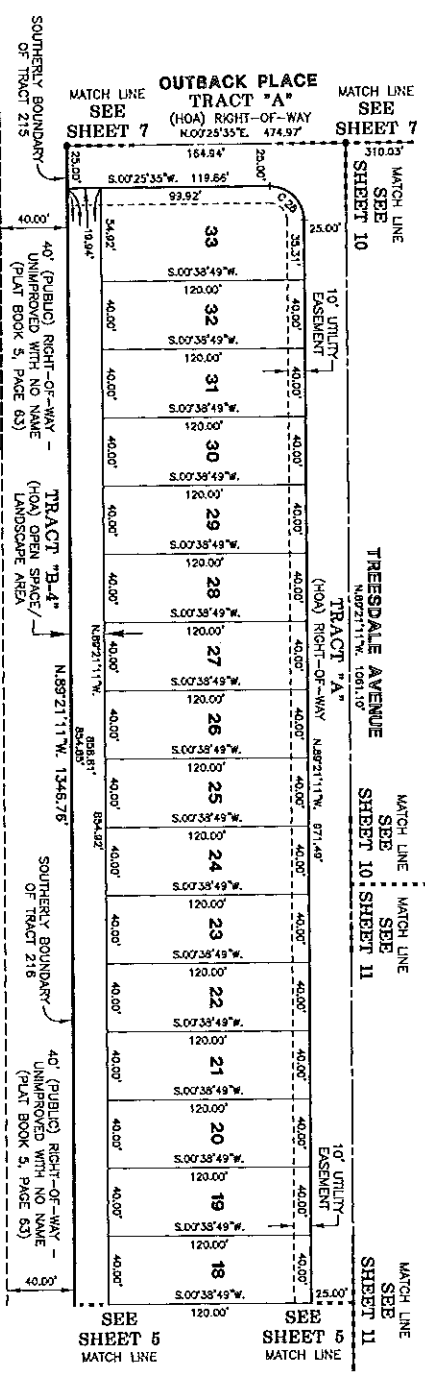 MATCH LINE
SEE
SHEET 7
OUTBACK PLACE
TRACT "A"
(HOA) RIGHT-OF-WAY
N.00°25'35"E. 474.97'
MATCH LINE
SEE
SHEET 7
SOUTHERLY BOUNDARY
OF TRACT 215
25.00'
164.94'
25.00'
S.00°25'35"W. 119.66'
99.92'
C28
19.94'
54.92'
35.31'
25.00'
310.03'
MATCH LINE
SEE
SHEET 10
40.00'
40' (PUBLIC) RIGHT-OF-WAY –
UNIMPROVED WITH NO NAME
(PLAT BOOK 5, PAGE 63)
10' UTILITY
EASEMENT
33
S.00°38'49"W.
120.00'
40.00'
32
40.00'
S.00°38'49"W.
120.00'
40.00'
31
40.00'
S.00°38'49"W.
120.00'
40.00'
30
40.00'
S.00°38'49"W.
120.00'
40.00'
29
40.00'
S.00°38'49"W.
120.00'
40.00'
28
40.00'
S.00°38'49"W.
120.00'
40.00'
27
40.00'
S.00°38'49"W.
120.00'
40.00'
26
40.00'
S.00°38'49"W.
120.00'
40.00'
25
40.00'
S.00°38'49"W.
120.00'
40.00'
24
40.00'
S.00°38'49"W.
120.00'
40.00'
23
40.00'
S.00°38'49"W.
120.00'
40.00'
22
40.00'
S.00°38'49"W.
120.00'
40.00'
21
40.00'
S.00°38'49"W.
120.00'
40.00'
20
40.00'
S.00°38'49"W.
120.00'
40.00'
19
40.00'
S.00°38'49"W.
120.00'
40.00'
18
40.00'
S.00°38'49"W.
120.00'
TREESDALE AVENUE
N.89°21'11"W. 1061.10'
TRACT "A"
(HOA) RIGHT-OF-WAY
N.89°21'11"W. 671.49'
TRACT "B-4"
(HOA) OPEN SPACE/
LANDSCAPE AREA
N.89°21'11"W.
858.81'
854.85'
854.92'
N.89°21'11"W. 1346.76'
MATCH LINE
SEE
SHEET 10
MATCH LINE
SEE
SHEET 11
SOUTHERLY BOUNDARY
OF TRACT 216
40' (PUBLIC) RIGHT-OF-WAY –
UNIMPROVED WITH NO NAME
(PLAT BOOK 5, PAGE 63)
40.00'
10' UTILITY
EASEMENT
25.00'
MATCH LINE
SEE
SHEET 11
SEE
SHEET 5
MATCH LINE
SEE
SHEET 5
MATCH LINE